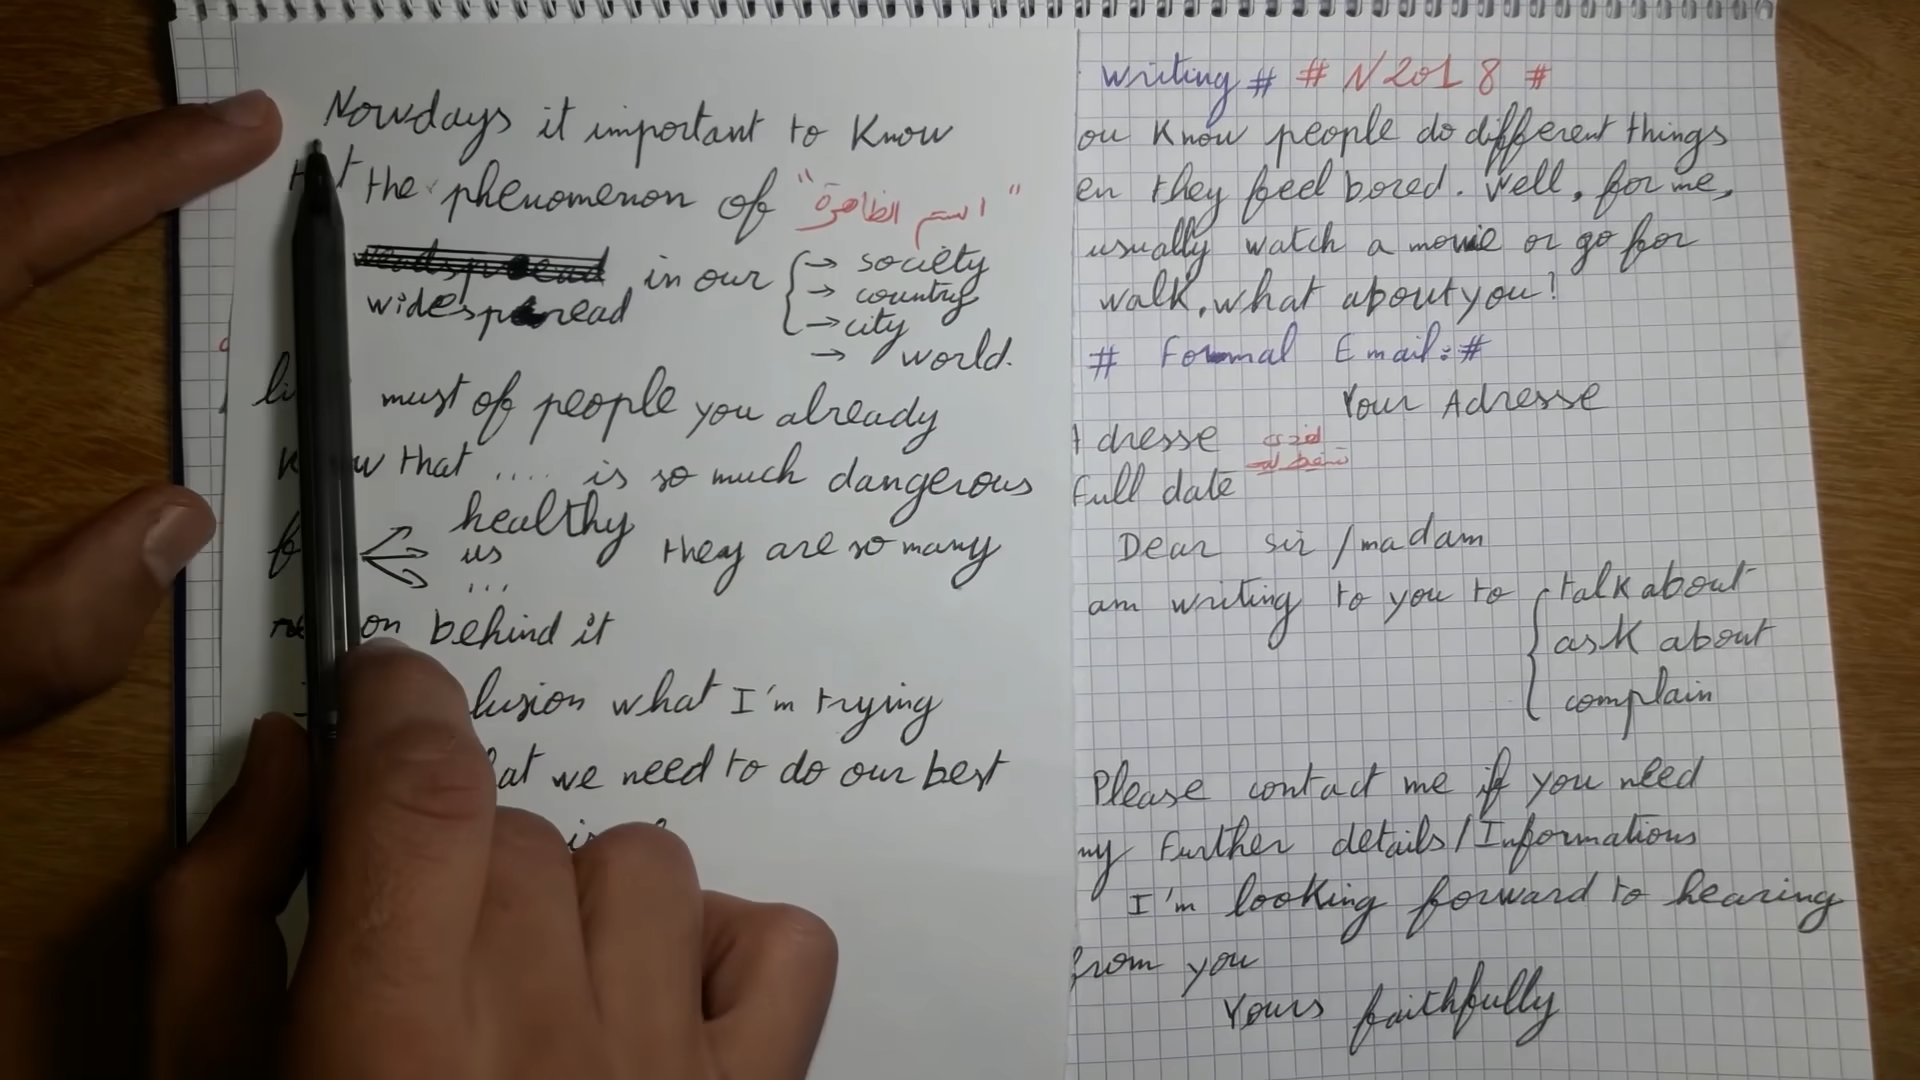 Nowdays it important to Know
the phenomenon of "اسم الظاهرة"
widespread in our → society
→ country
→ city
→ world.
must of people you already
that .... is so much dangerous
healthy
us
...
they are so many
on behind it
lusion what I'm trying
at we need to do our best
writing # # N 2018 #
ou Know people do different things
en they feel bored. Well, for me,
usually watch a movie or go for
walk, what about you!
# Formal Email: #
Your Adresse
dresse
Full date
Dear sir / madam
am writing to you to talk about
ask about
complain
Please contact me if you need
ny Further details / Informations
I'm looking forward to hearing
from you
Yours faithfully